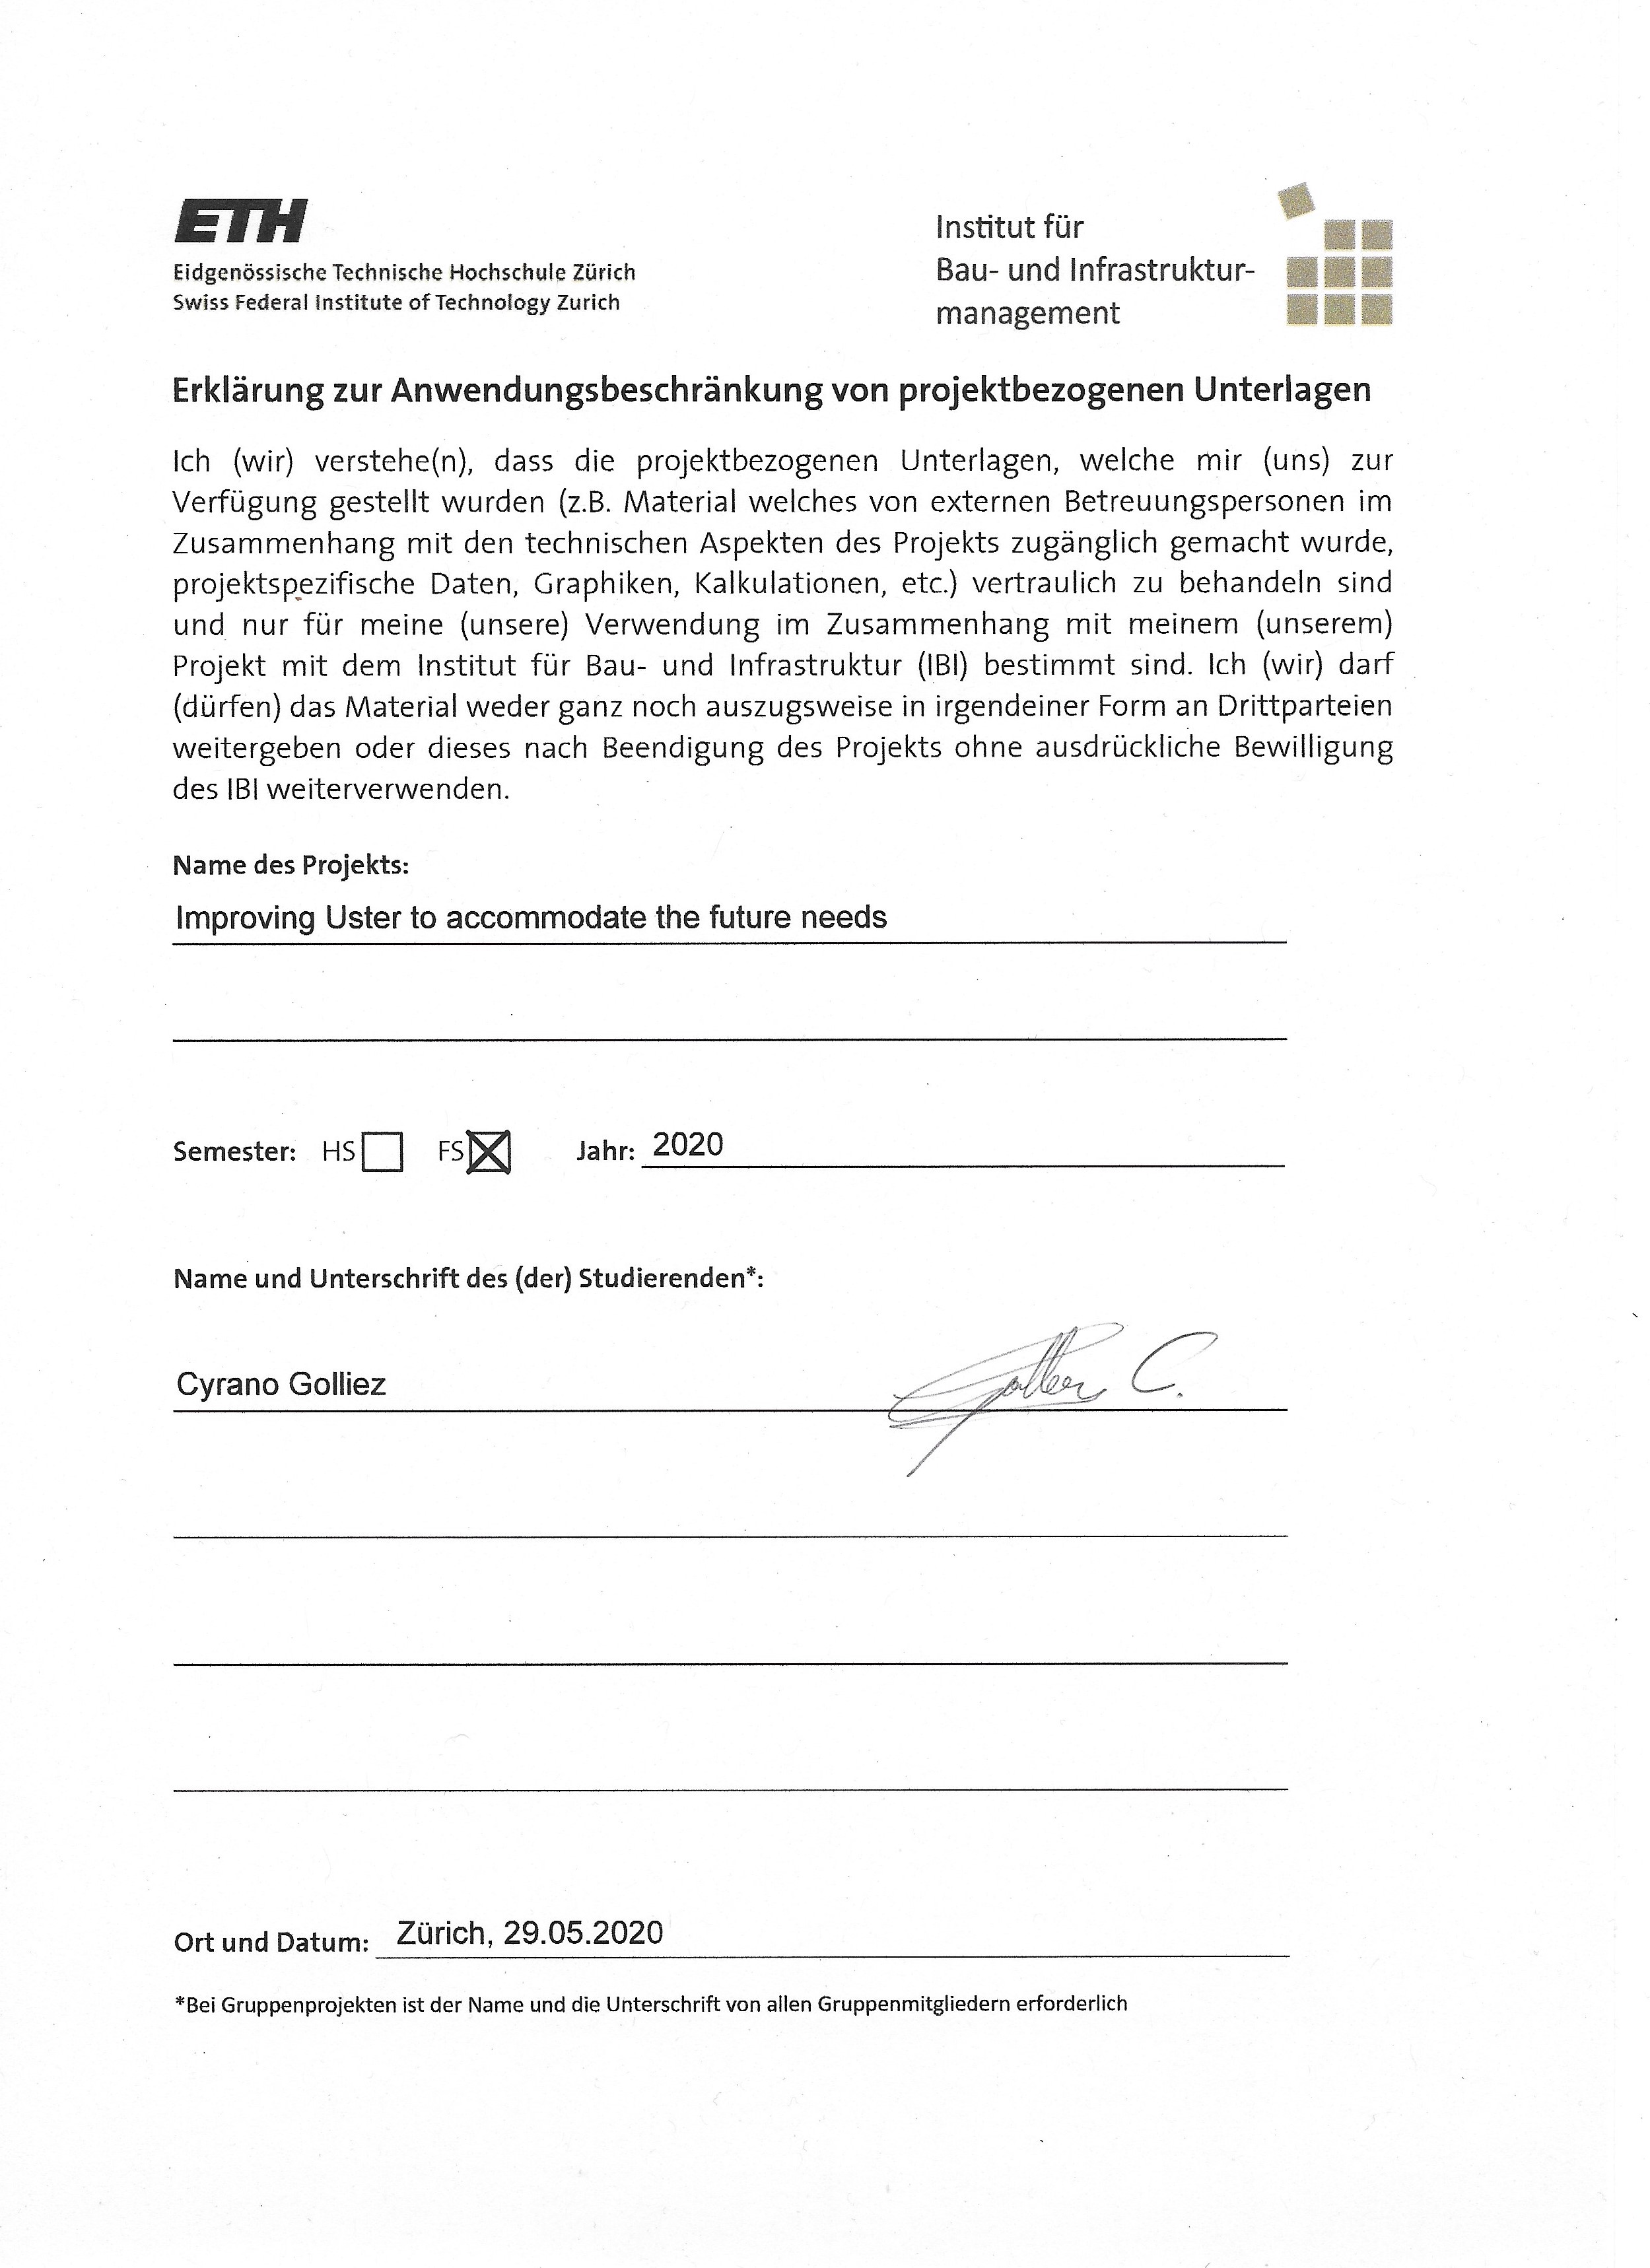 ETH
Eidgenössische Technische Hochschule Zürich
Swiss Federal Institute of Technology Zurich
Institut für
Bau- und Infrastruktur-
management
Erklärung zur Anwendungsbeschränkung von projektbezogenen Unterlagen
Ich (wir) verstehe(n), dass die projektbezogenen Unterlagen, welche mir (uns) zur
Verfügung gestellt wurden (z.B. Material welches von externen Betreuungspersonen im
Zusammenhang mit den technischen Aspekten des Projekts zugänglich gemacht wurde,
projektspezifische Daten, Graphiken, Kalkulationen, etc.) vertraulich zu behandeln sind
und nur für meine (unsere) Verwendung im Zusammenhang mit meinem (unserem)
Projekt mit dem Institut für Bau- und Infrastruktur (IBI) bestimmt sind. Ich (wir) darf
(dürfen) das Material weder ganz noch auszugsweise in irgendeiner Form an Drittparteien
weitergeben oder dieses nach Beendigung des Projekts ohne ausdrückliche Bewilligung
des IBI weiterverwenden.
Name des Projekts:
Improving Uster to accommodate the future needs
Semester: HS FS Jahr: 2020
Name und Unterschrift des (der) Studierenden*:
Cyrano Golliez C.
Ort und Datum: Zürich, 29.05.2020
*Bei Gruppenprojekten ist der Name und die Unterschrift von allen Gruppenmitgliedern erforderlich